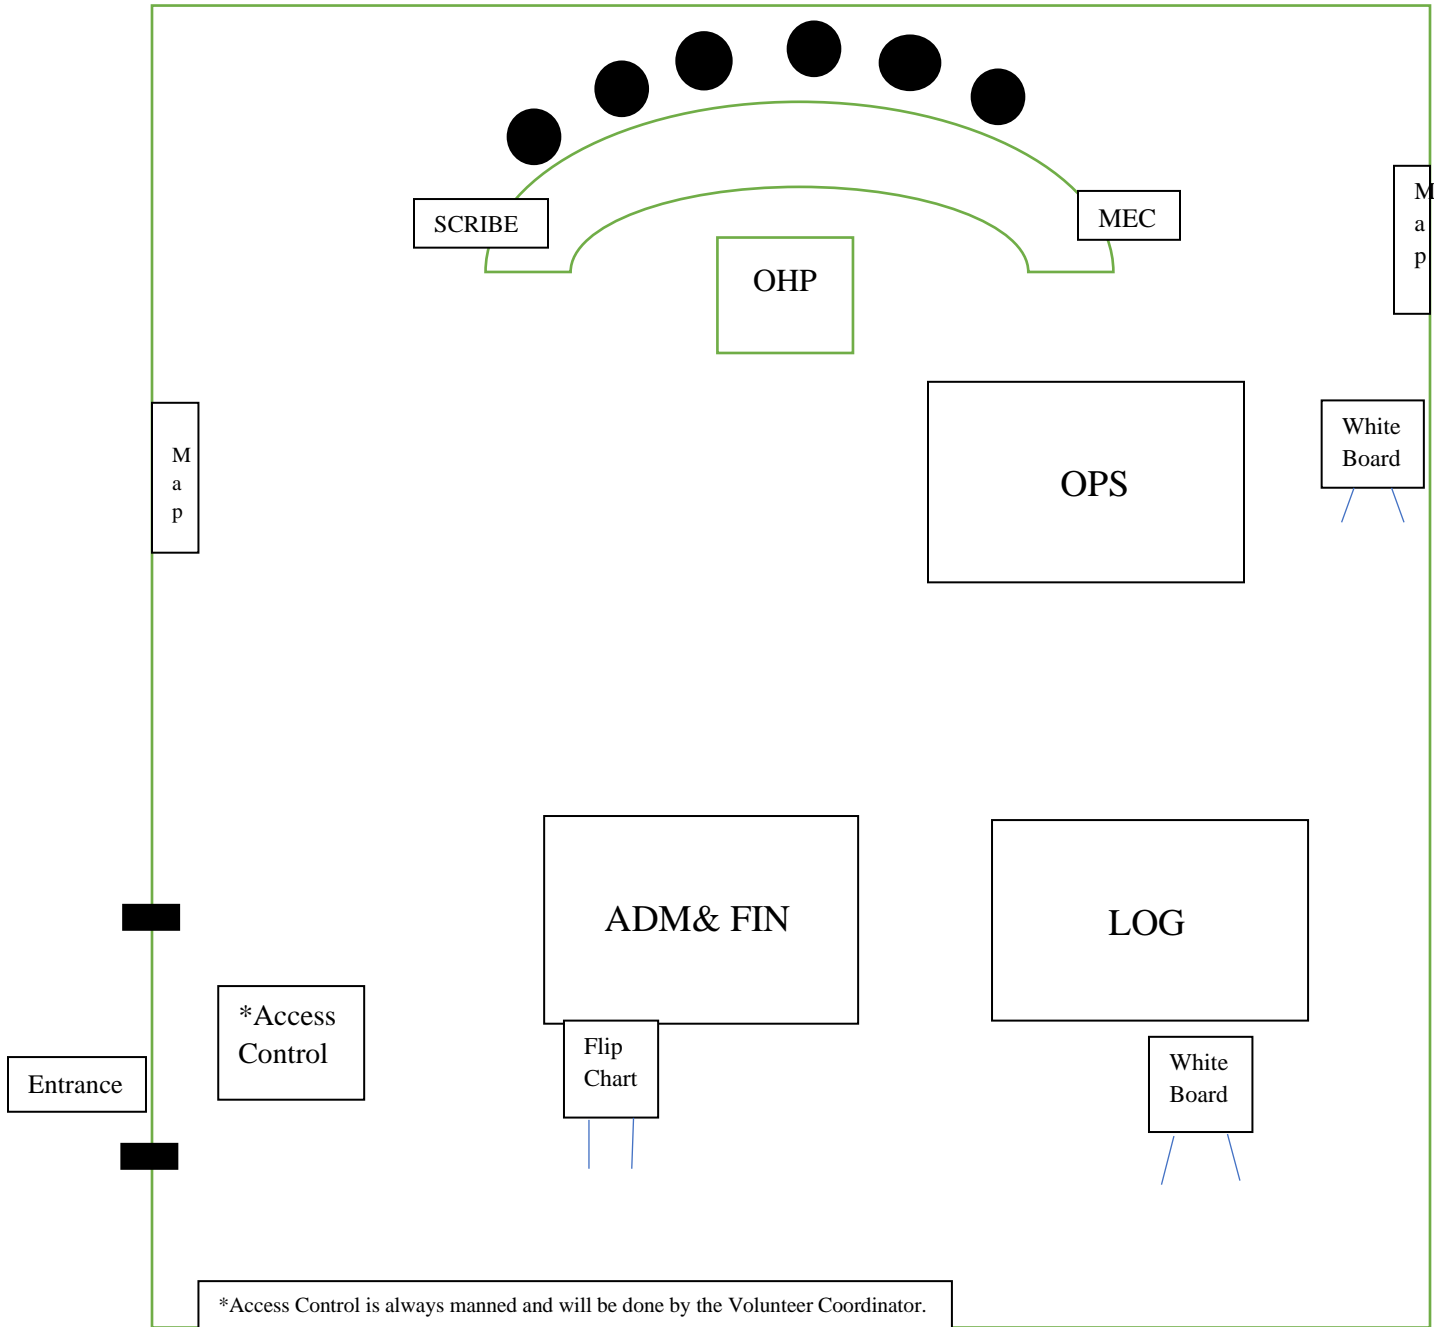 SCRIBE
MEC
M
a
p
OHP
White
Board
OPS
M
a
p
ADM& FIN
LOG
*Access
Control
Flip
Chart
Entrance
White
Board
*Access Control is always manned and will be done by the Volunteer Coordinator.